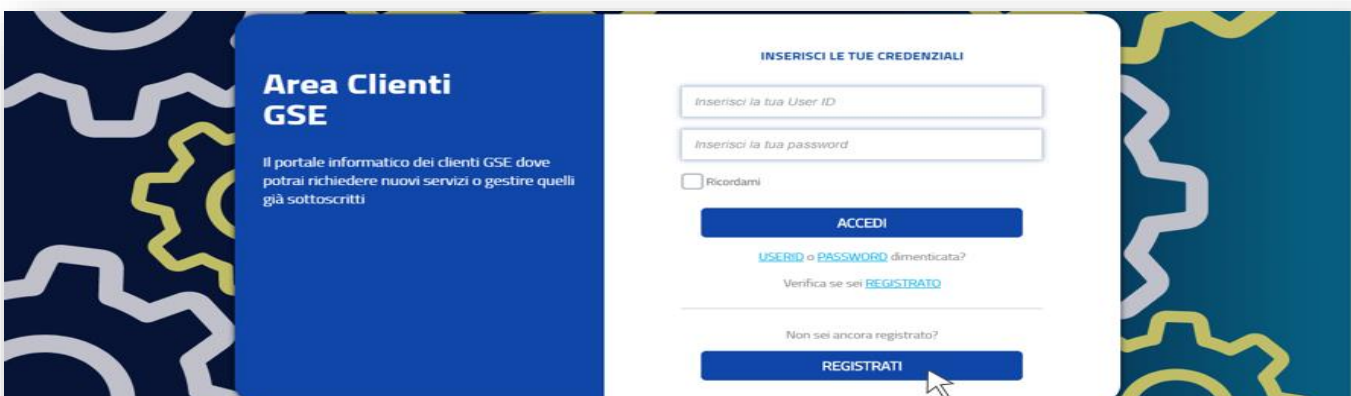 Area Clienti
GSE
Il portale informatico dei clienti GSE dove
potrai richiedere nuovi servizi o gestire quelli
già sottoscritti
INSERISCI LE TUE CREDENZIALI
Inserisci la tua User ID
Inserisci la tua password
Ricordami
ACCEDI
USERID o PASSWORD dimenticata?
Verifica se sei REGISTRATO
Non sei ancora registrato?
REGISTRATI